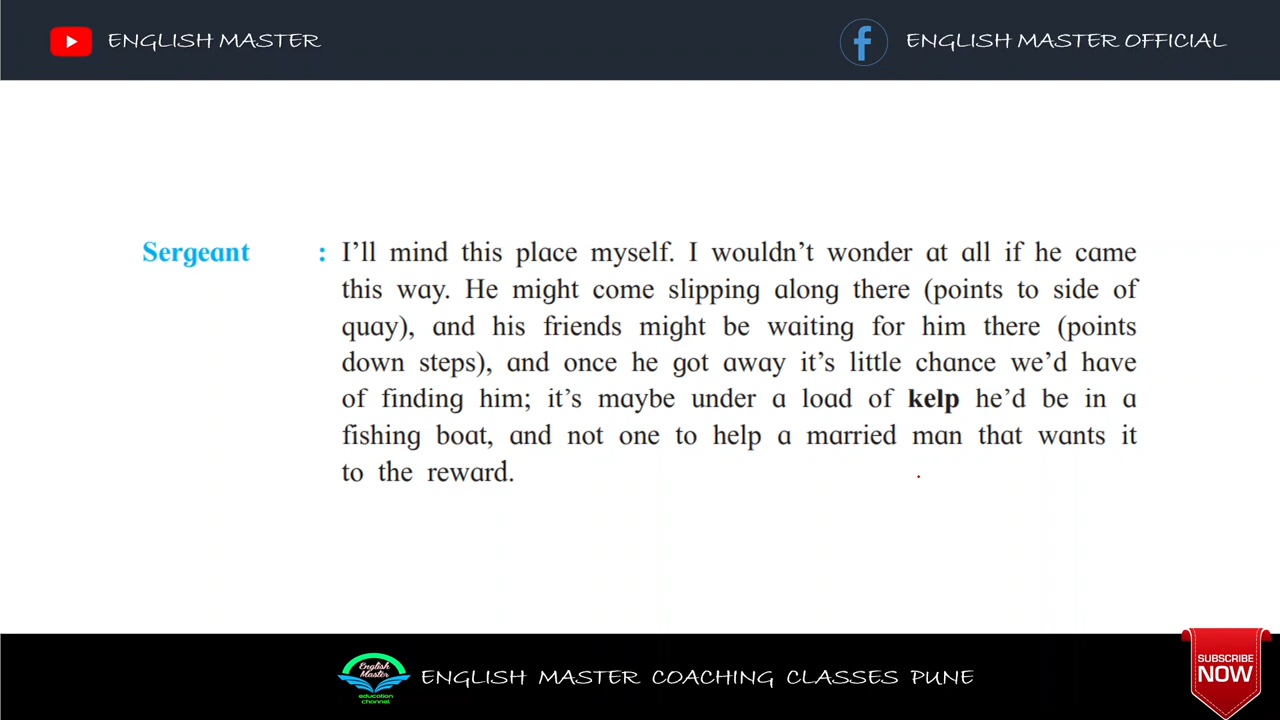 ENGLISH MASTER
ENGLISH MASTER OFFICIAL
Sergeant : I’ll mind this place myself. I wouldn’t wonder at all if he came
this way. He might come slipping along there (points to side of
quay), and his friends might be waiting for him there (points
down steps), and once he got away it’s little chance we’d have
of finding him; it’s maybe under a load of kelp he’d be in a
fishing boat, and not one to help a married man that wants it
to the reward.
English
Master
education
channel
ENGLISH MASTER COACHING CLASSES PUNE
SUBSCRIBE
NOW